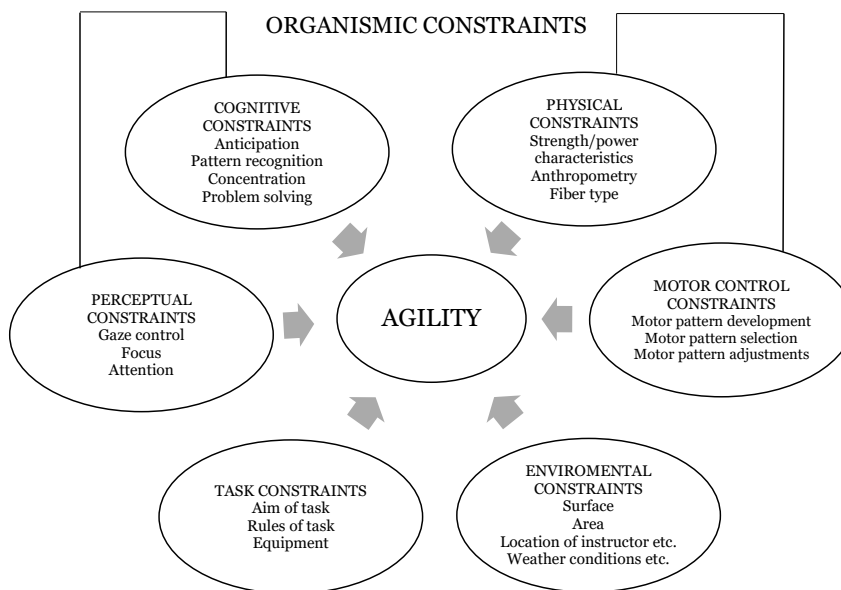 ORGANISMIC CONSTRAINTS
COGNITIVE
CONSTRAINTS
Anticipation
Pattern recognition
Concentration
Problem solving
PHYSICAL
CONSTRAINTS
Strength/power
characteristics
Anthropometry
Fiber type
PERCEPTUAL
CONSTRAINTS
Gaze control
Focus
Attention
AGILITY
MOTOR CONTROL
CONSTRAINTS
Motor pattern development
Motor pattern selection
Motor pattern adjustments
TASK CONSTRAINTS
Aim of task
Rules of task
Equipment
ENVIROMENTAL
CONSTRAINTS
Surface
Area
Location of instructor etc.
Weather conditions etc.